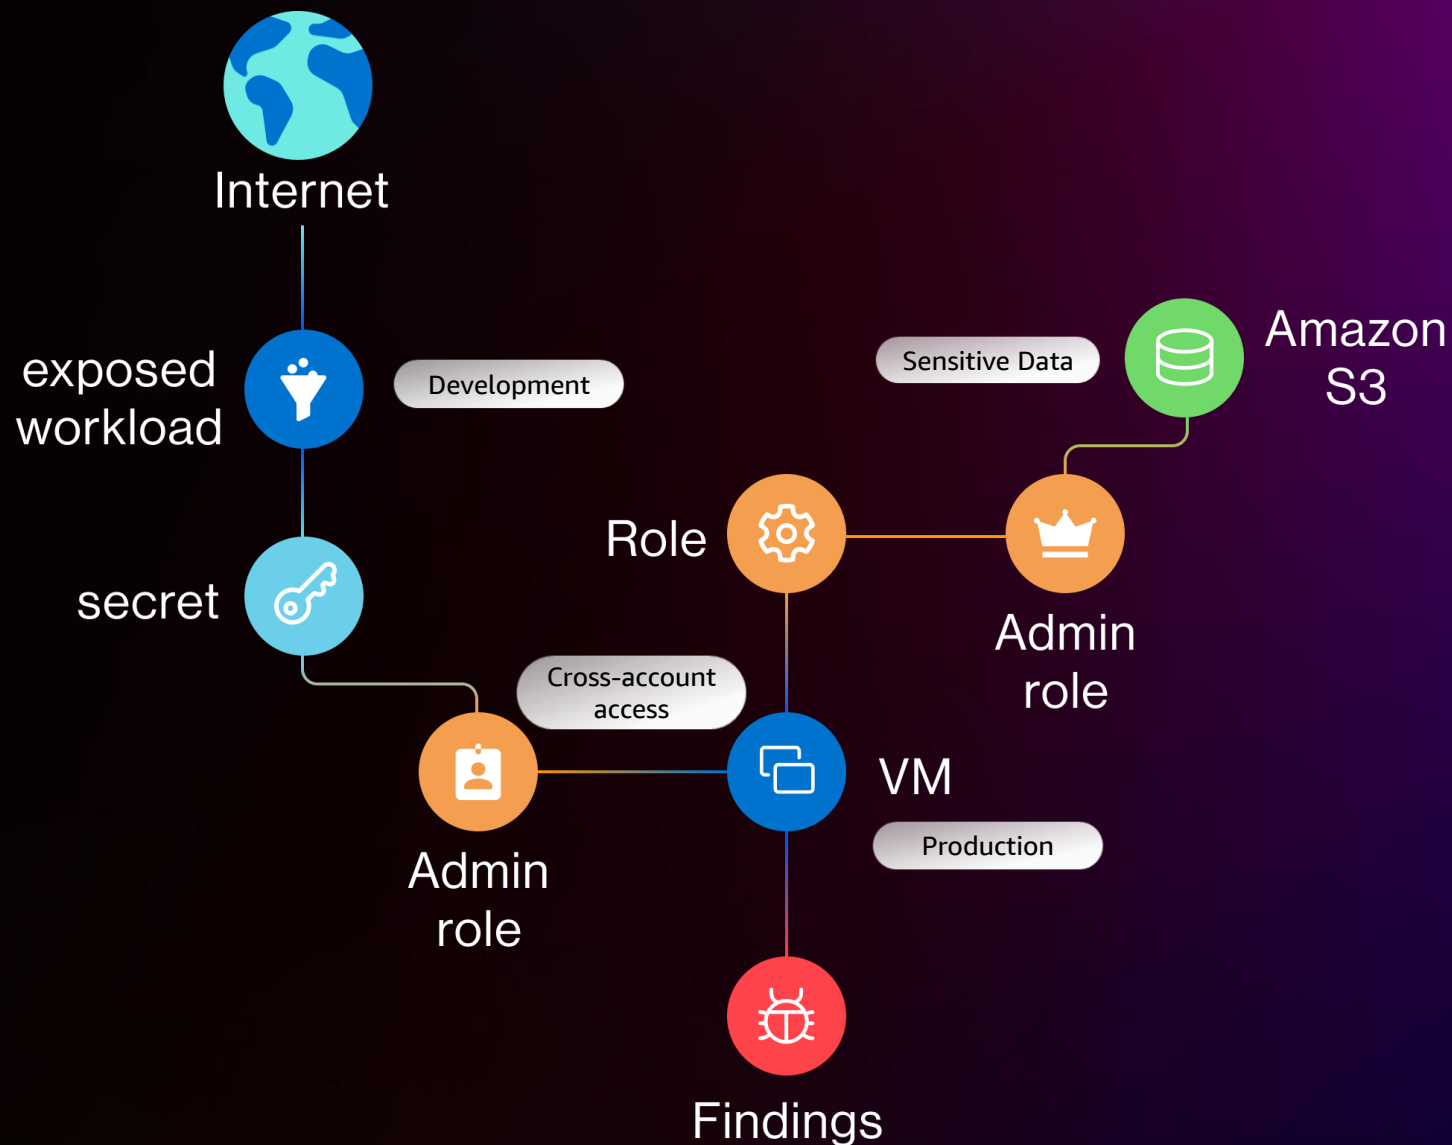 Internet
exposed
workload
Development
secret
Admin
role
Cross-account
access
VM
Production
Findings
Role
Admin
role
Sensitive Data
Amazon
S3